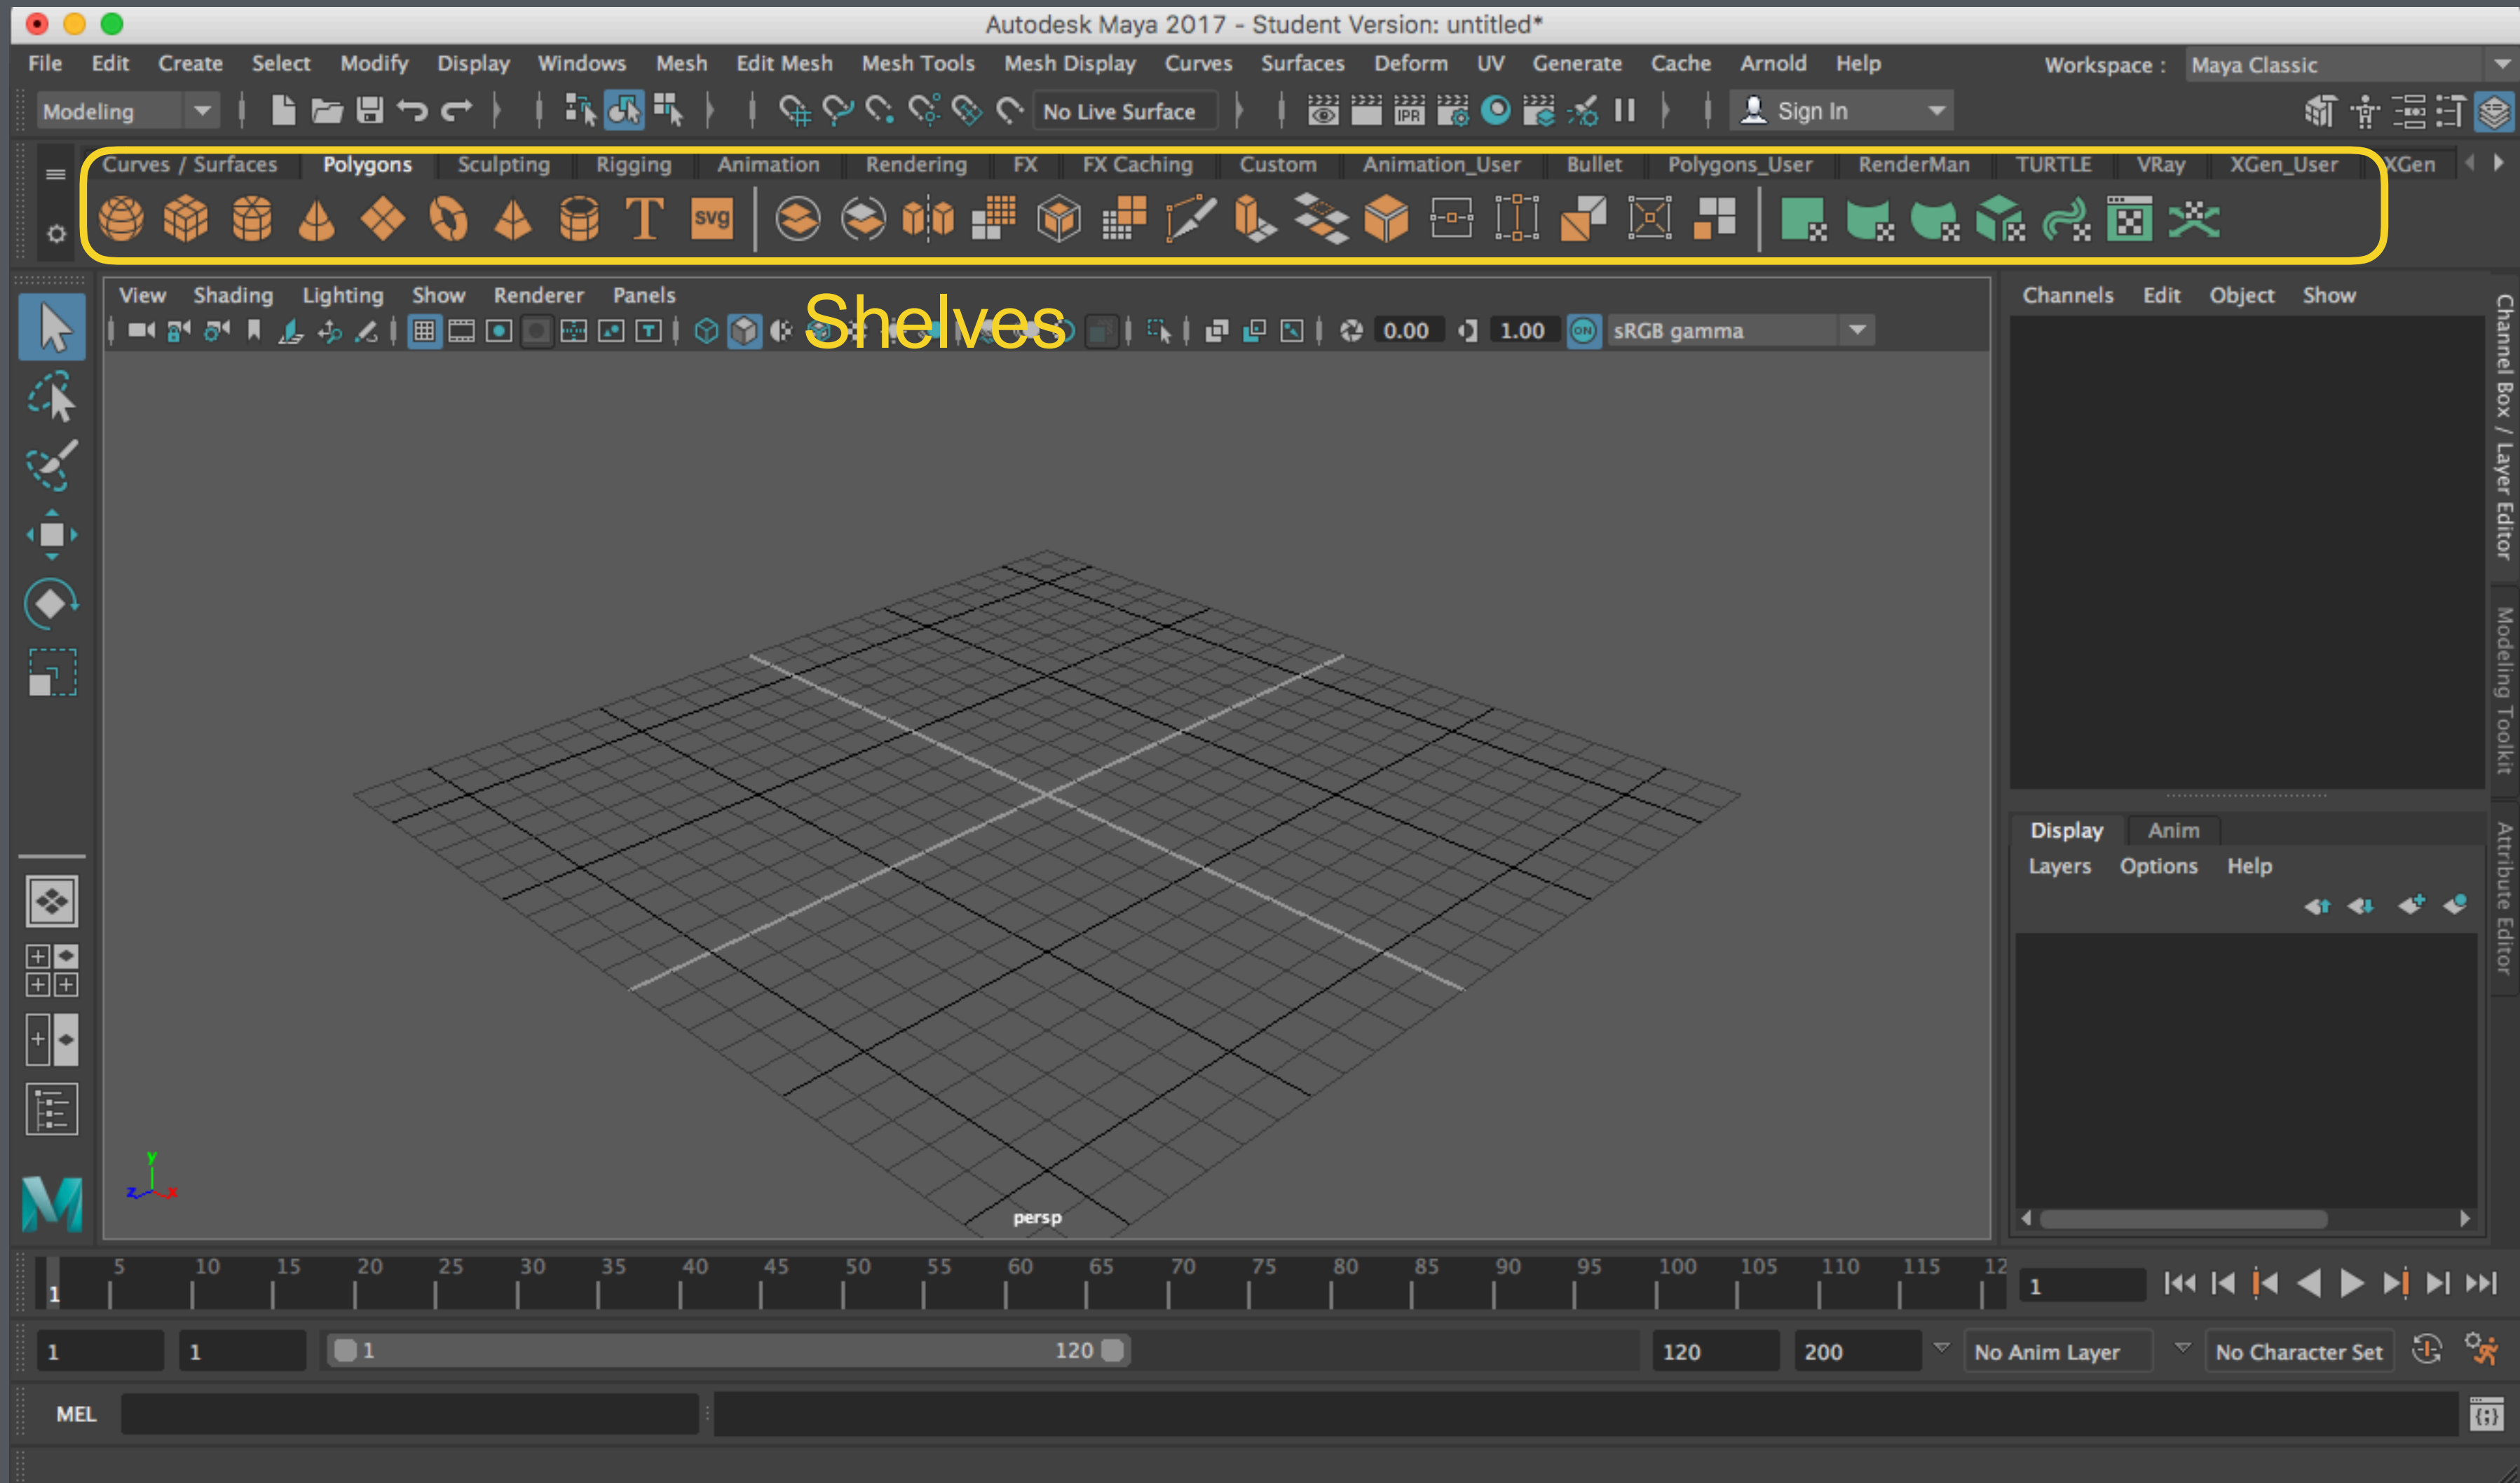 Autodesk Maya 2017 - Student Version: untitled*
File Edit Create Select Modify Display Windows Mesh Edit Mesh Mesh Tools Mesh Display Curves Surfaces Deform UV Generate Cache Arnold Help Workspace : Maya Classic
Modeling No Live Surface IPR Sign In
Curves / Surfaces Polygons Sculpting Rigging Animation Rendering FX FX Caching Custom Animation_User Bullet Polygons_User RenderMan TURTLE VRay XGen_User XGen
T svg
View Shading Lighting Show Renderer Panels
Shelves
0.00 1.00 ON sRGB gamma
Channels Edit Object Show
Channel Box / Layer Editor
Modeling Toolkit
Attribute Editor
Display Anim
Layers Options Help
y
z x
persp
5 10 15 20 25 30 35 40 45 50 55 60 65 70 75 80 85 90 95 100 105 110 115 12
1 1
1 1 1 120 120 200 No Anim Layer No Character Set
MEL